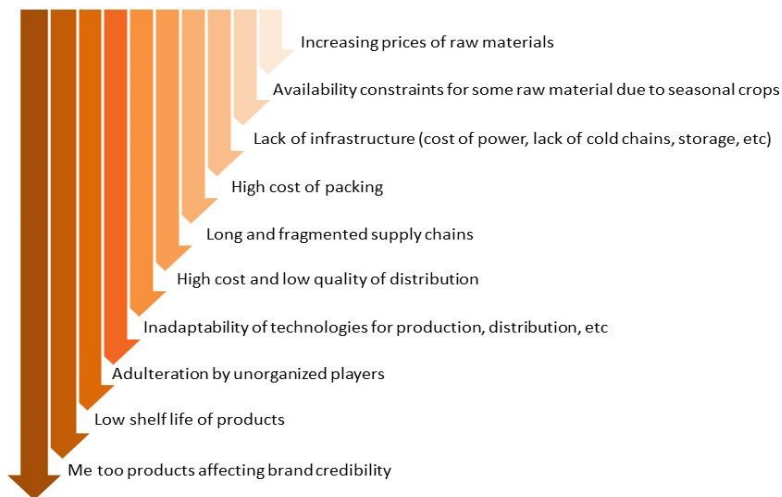 Increasing prices of raw materials
Availability constraints for some raw material due to seasonal crops
Lack of infrastructure (cost of power, lack of cold chains, storage, etc)
High cost of packing
Long and fragmented supply chains
High cost and low quality of distribution
Inadaptability of technologies for production, distribution, etc
Adulteration by unorganized players
Low shelf life of products
Me too products affecting brand credibility